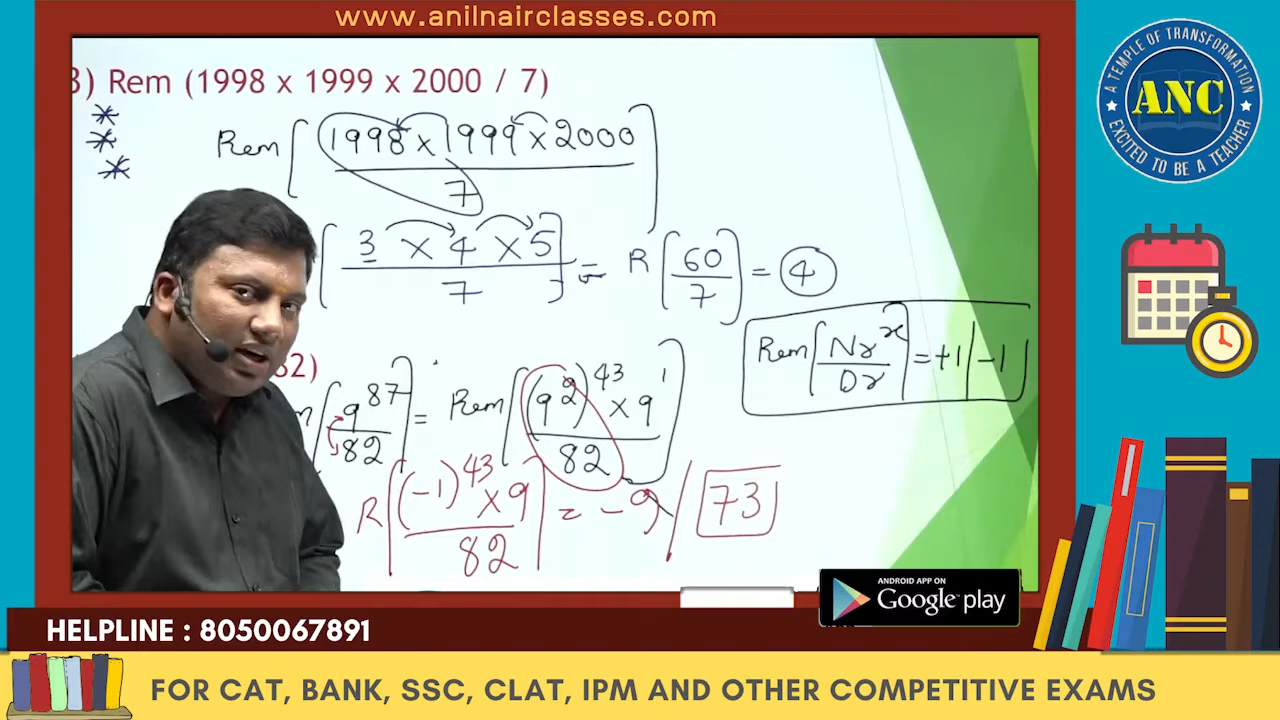 www.anilnairclasses.com
A TEMPLE OF TRANSFORMATION
ANC
EXCITED TO BE A TEACHER
3) Rem (1998 x 1999 x 2000 / 7)
* * *
Rem [ 1998 x 1999 x 2000 / 7 ]
[ 3 x 4 x 5 / 7 ] = R [ 60 / 7 ] = 4
Rem [ Nr^x / Dr ] = +1 | -1
32)
m [ 9^87 / 82 ] = Rem [ (9^2)^43 x 9^1 / 82 ]
R [ (-1)^43 x 9 / 82 ] = -9 / 73
ANDROID APP ON
Google play
HELPLINE : 8050067891
FOR CAT, BANK, SSC, CLAT, IPM AND OTHER COMPETITIVE EXAMS